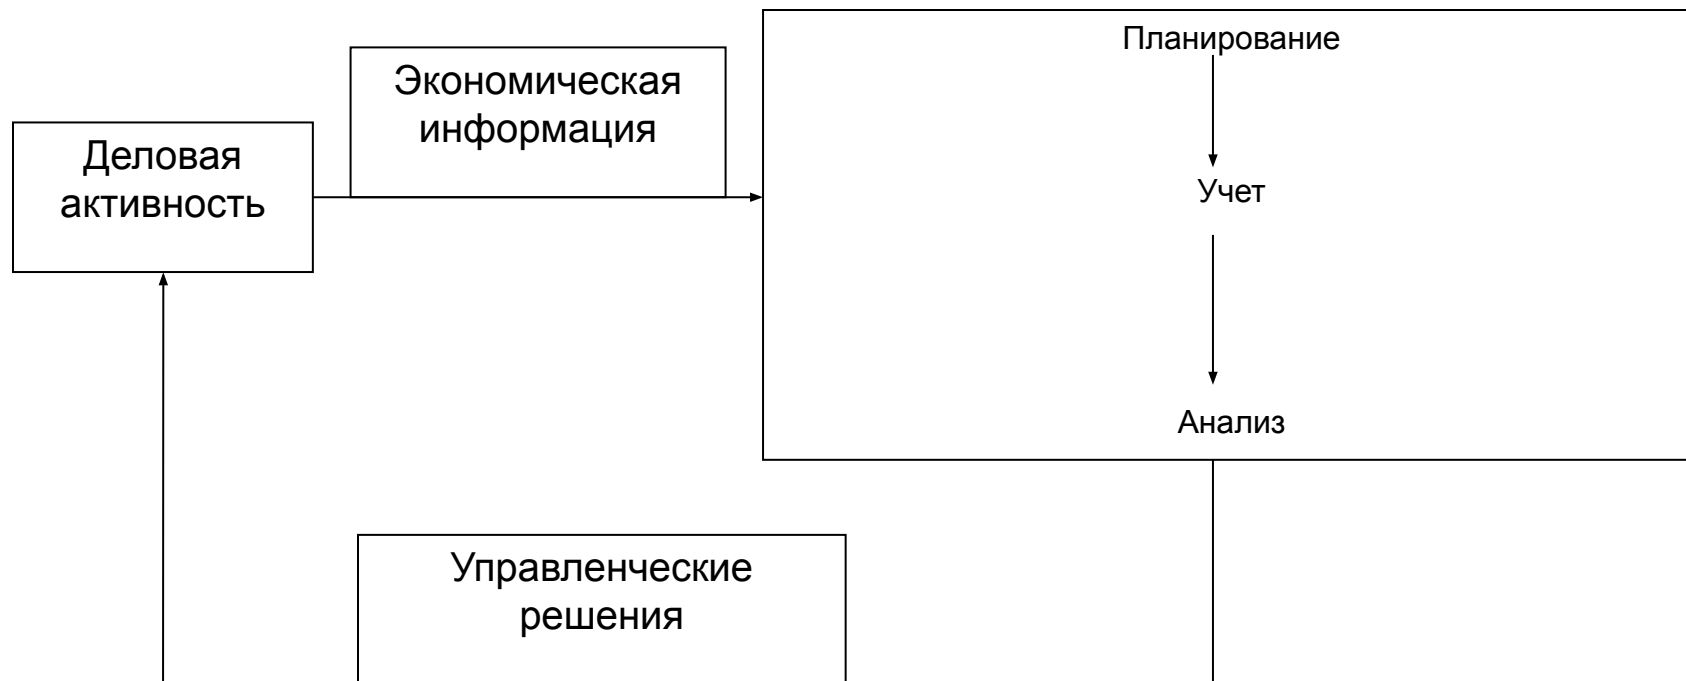 Планирование
Экономическая
информация
Деловая
активность
Учет
Анализ
Управленческие
решения